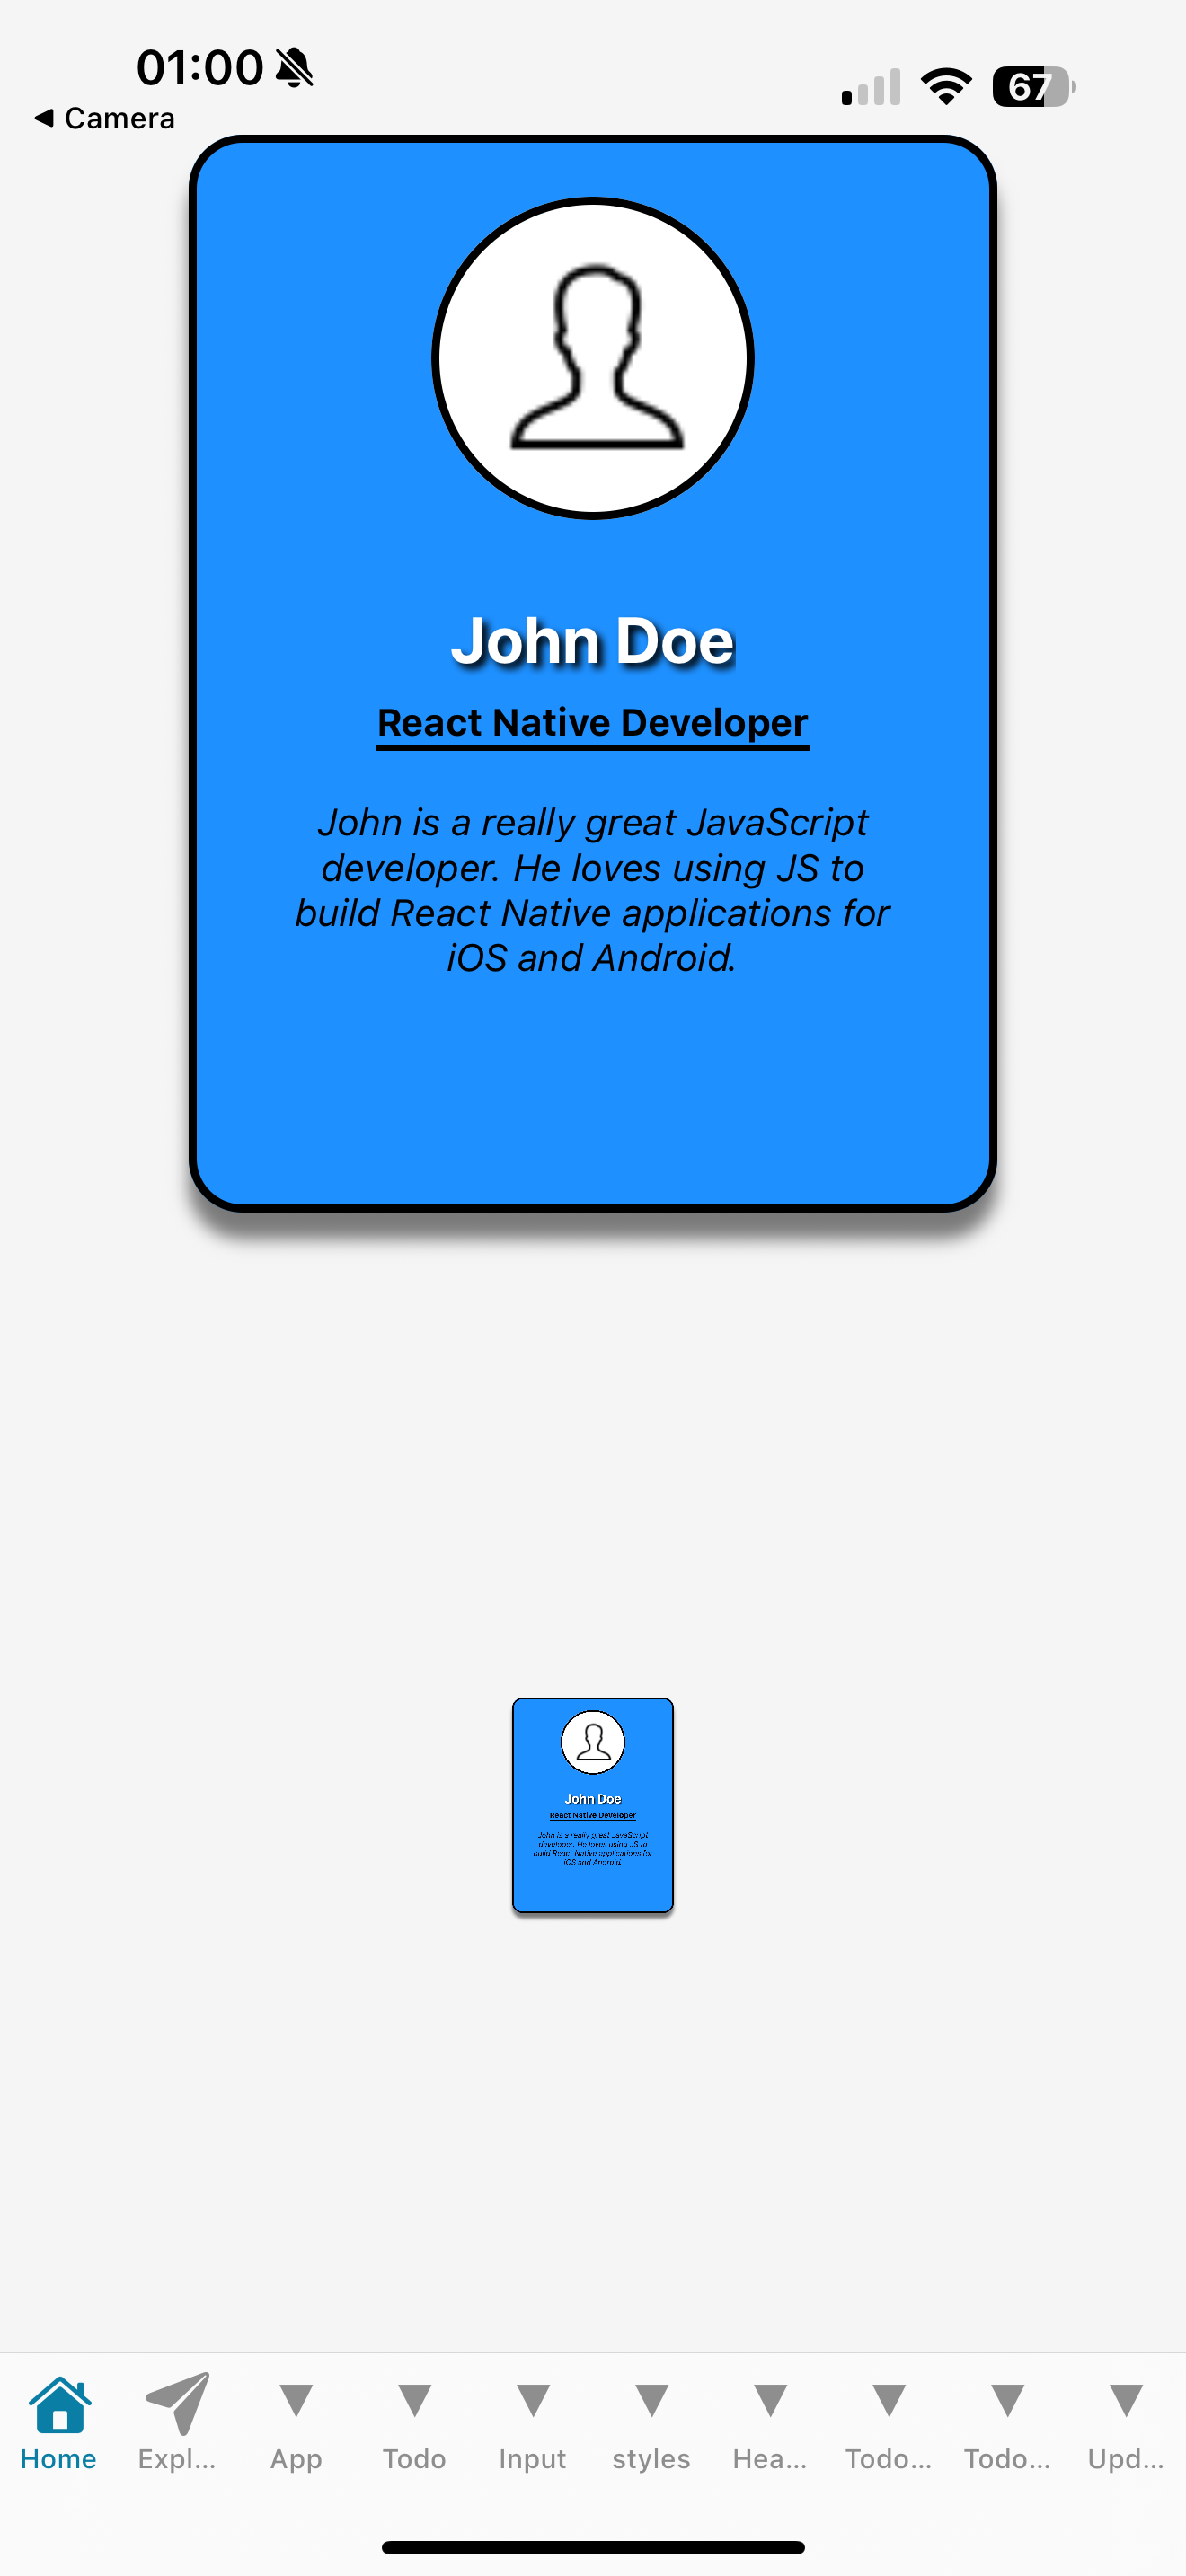 01:00
67
Camera
John Doe
React Native Developer
John is a really great JavaScript
developer. He loves using JS to
build React Native applications for
iOS and Android.
John Doe
React Native Developer
John is a really great JavaScript
developer. He loves using JS to
build React Native applications for
iOS and Android.
Home Expl... App Todo Input styles Hea... Todo... Todo... Upd...